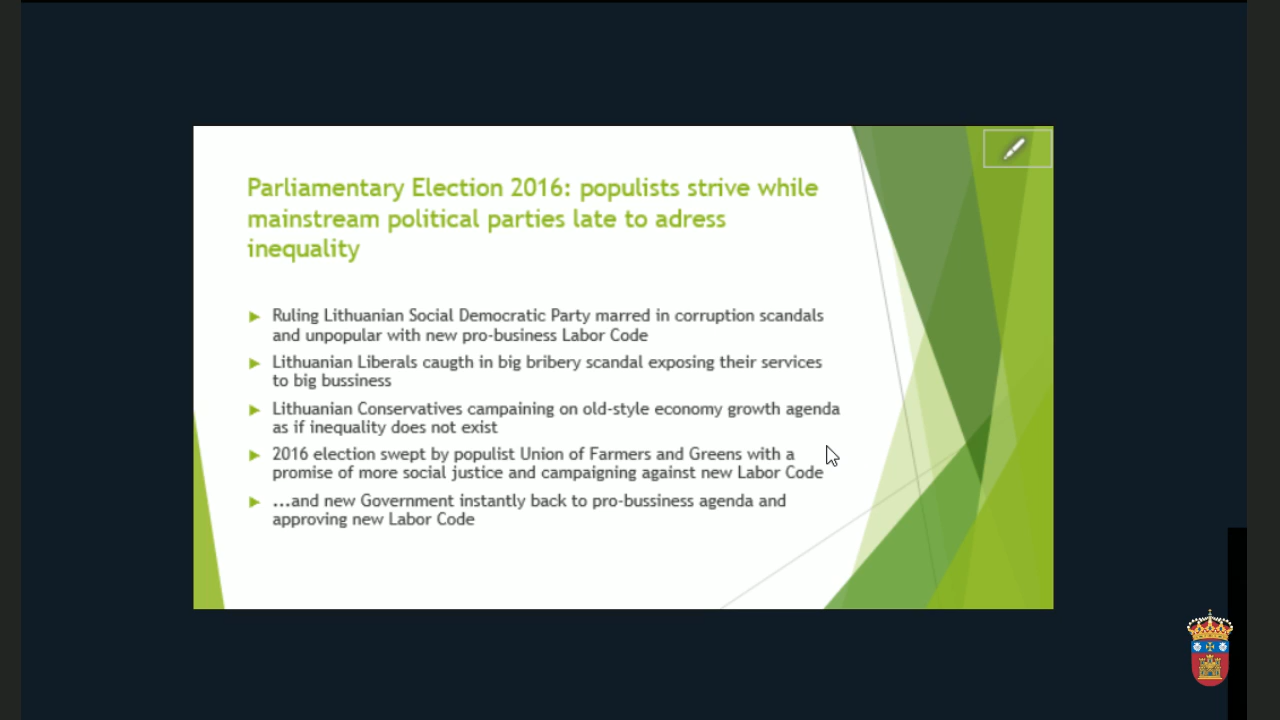 Parliamentary Election 2016: populists strive while
mainstream political parties late to adress
inequality
Ruling Lithuanian Social Democratic Party marred in corruption scandals
and unpopular with new pro-business Labor Code
Lithuanian Liberals caugth in big bribery scandal exposing their services
to big bussiness
Lithuanian Conservatives campaining on old-style economy growth agenda
as if inequality does not exist
2016 election swept by populist Union of Farmers and Greens with a
promise of more social justice and campaigning against new Labor Code
...and new Government instantly back to pro-bussiness agenda and
approving new Labor Code